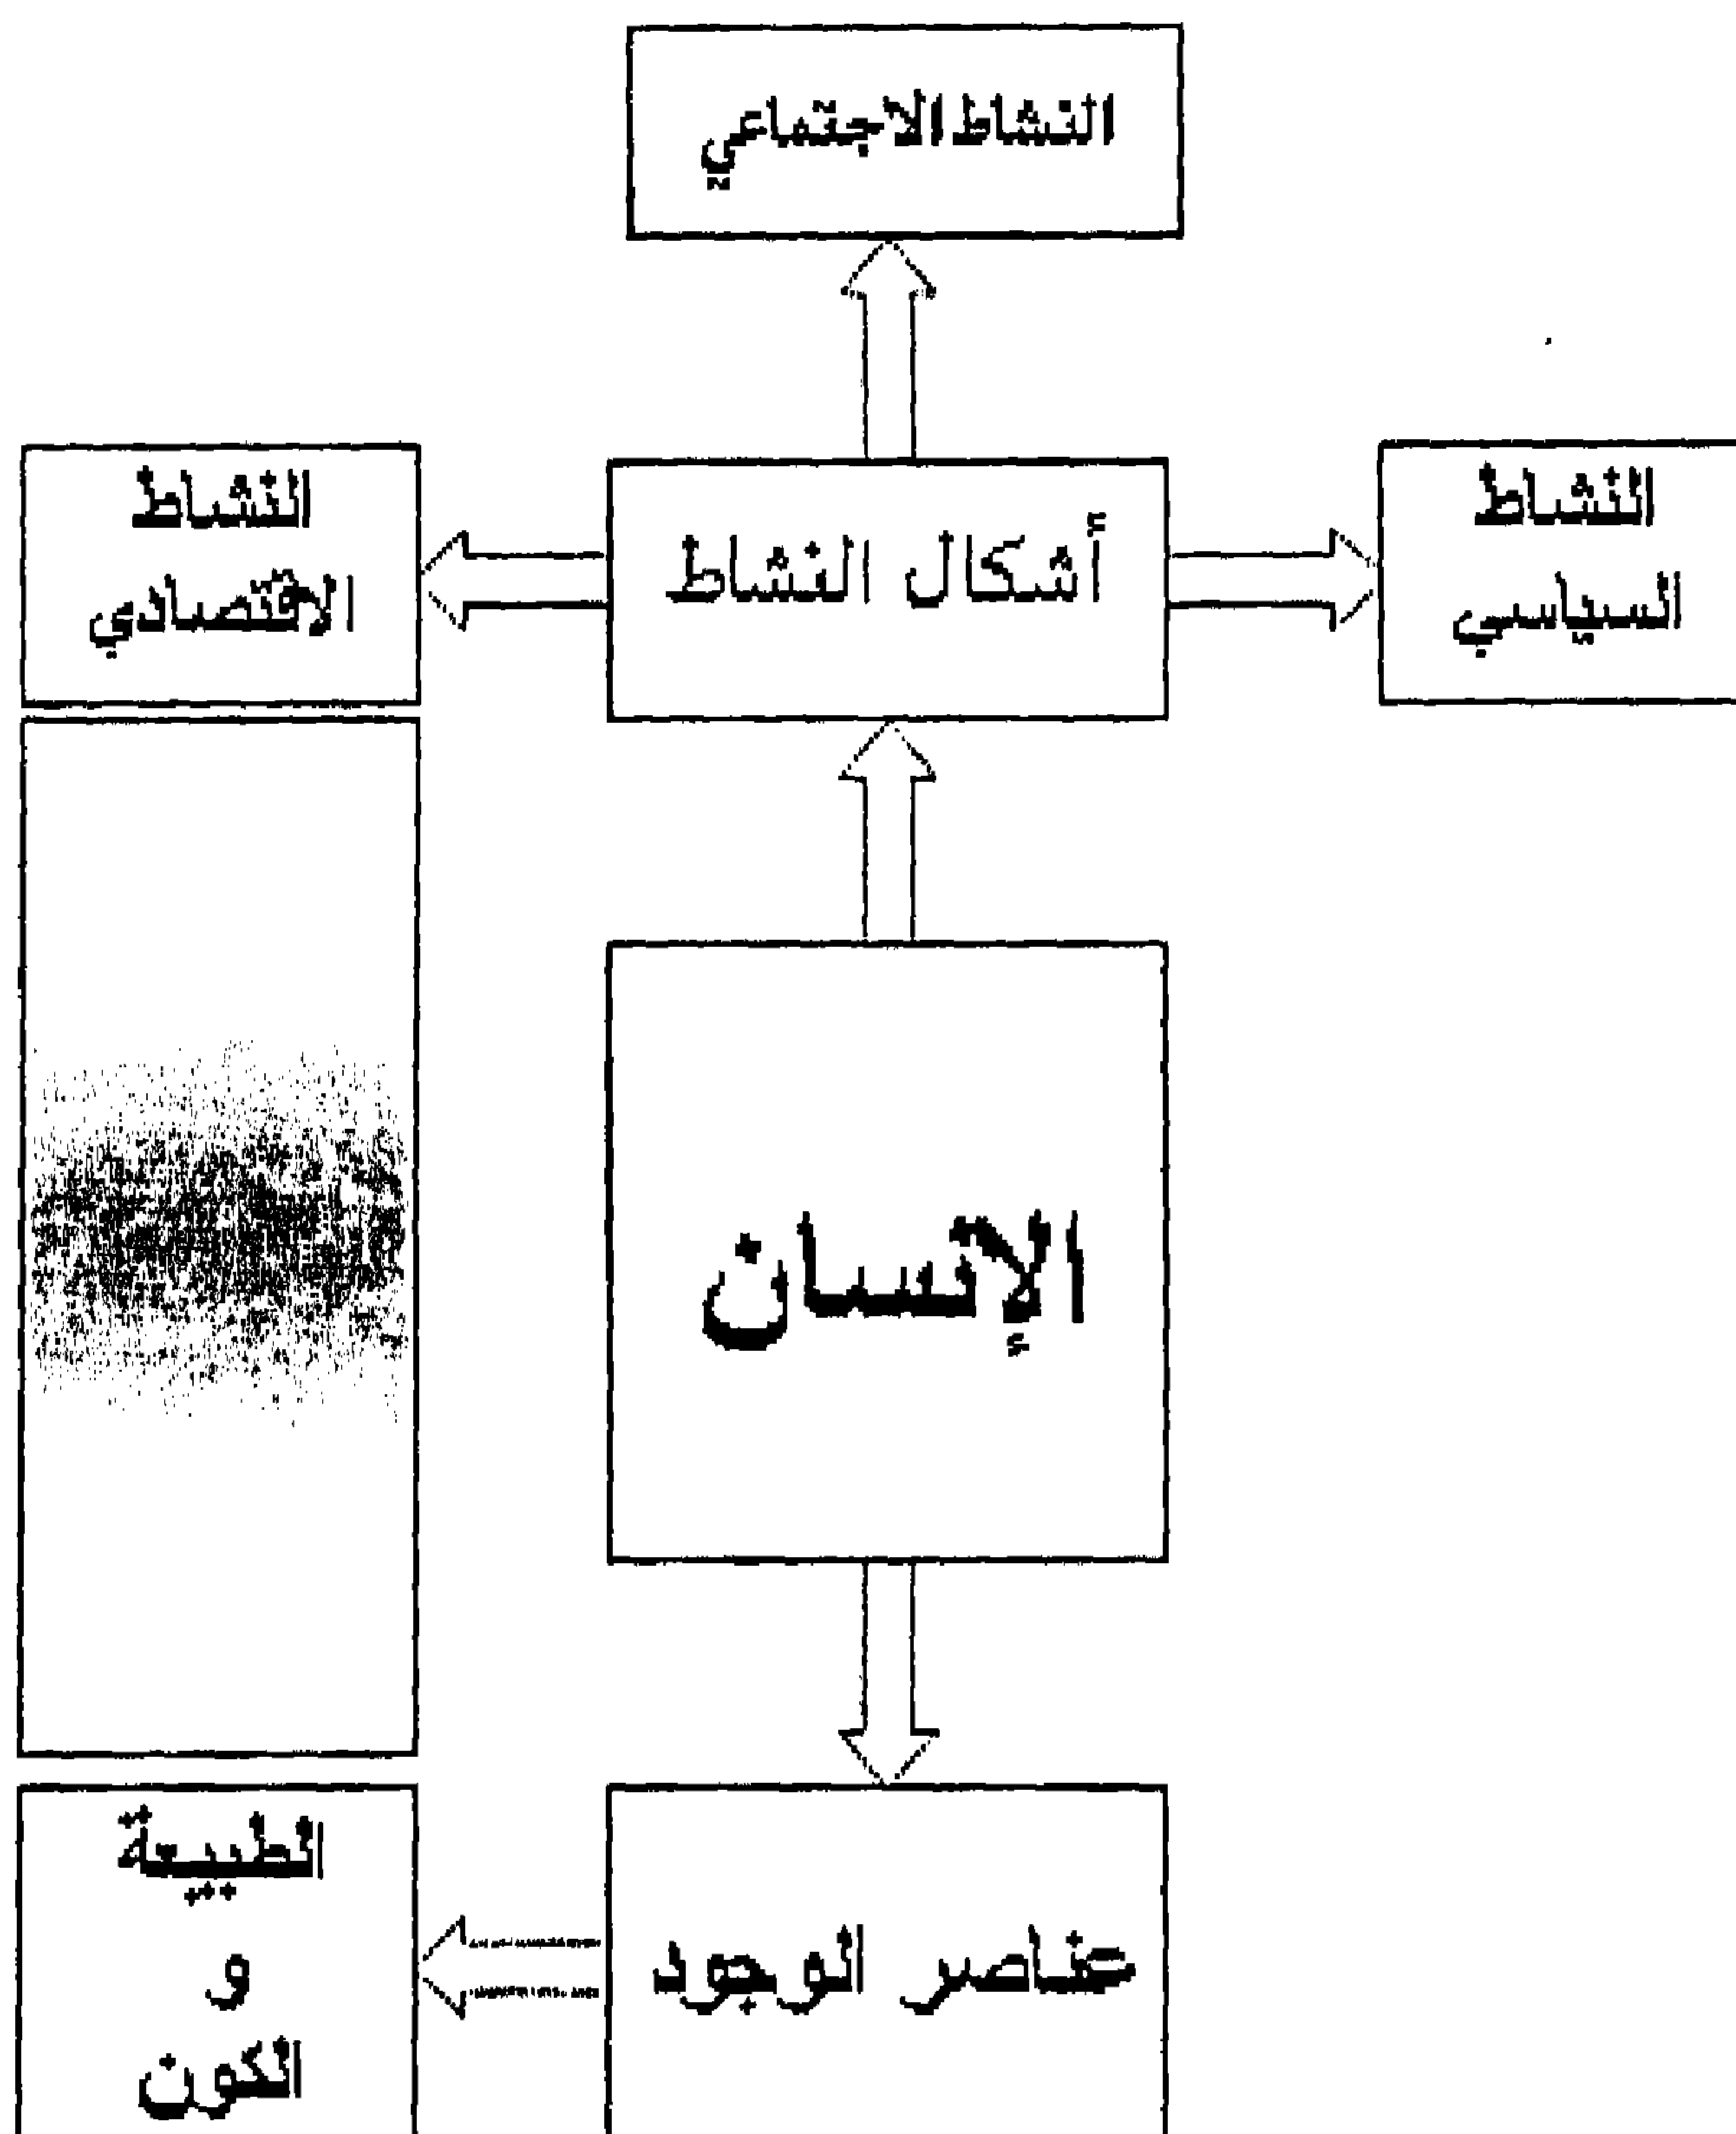 النشاط الاجتماعي
النشاط
السياسي
أشكال النشاط
النشاط
الاقتصادي
الإنسان
عناصر الوجود
الطبيعة
و
الكون